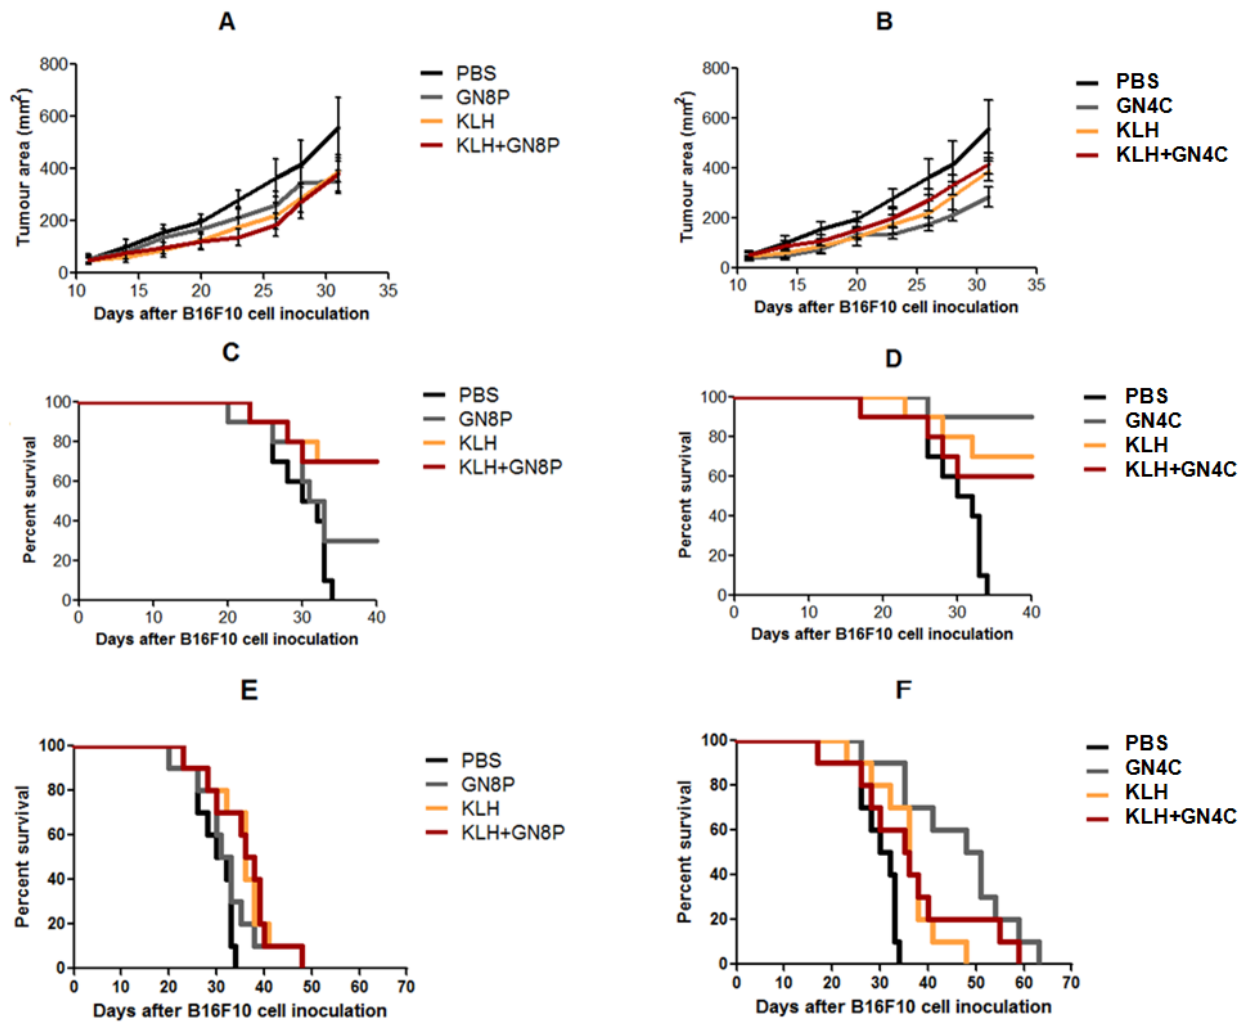 A
Tumour area (mm²)
800
600
400
200
0
10 15 20 25 30 35
Days after B16F10 cell inoculation
PBS
GN8P
KLH
KLH+GN8P
B
Tumour area (mm²)
800
600
400
200
0
10 15 20 25 30 35
Days after B16F10 cell inoculation
PBS
GN4C
KLH
KLH+GN4C
C
Percent survival
100
80
60
40
20
0
0 10 20 30 40
Days after B16F10 cell inoculation
PBS
GN8P
KLH
KLH+GN8P
D
Percent survival
100
80
60
40
20
0
0 10 20 30 40
Days after B16F10 cell inoculation
PBS
GN4C
KLH
KLH+GN4C
E
Percent survival
100
80
60
40
20
0
0 10 20 30 40 50 60 70
Days after B16F10 cell inoculation
PBS
GN8P
KLH
KLH+GN8P
F
Percent survival
100
80
60
40
20
0
0 10 20 30 40 50 60 70
Days after B16F10 cell inoculation
PBS
GN4C
KLH
KLH+GN4C